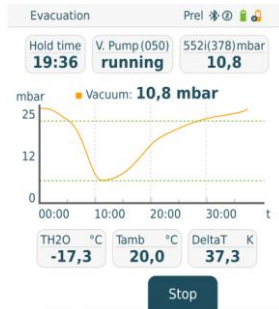 Evacuation Prel
Hold time V. Pump (050) 552i(378)mbar
19:36 running 10,8
mbar Vacuum: 10,8 mbar
25
12
0
00:00 10:00 20:00 30:00 t
TH2O °C Tamb °C DeltaT K
-17,3 20,0 37,3
Stop